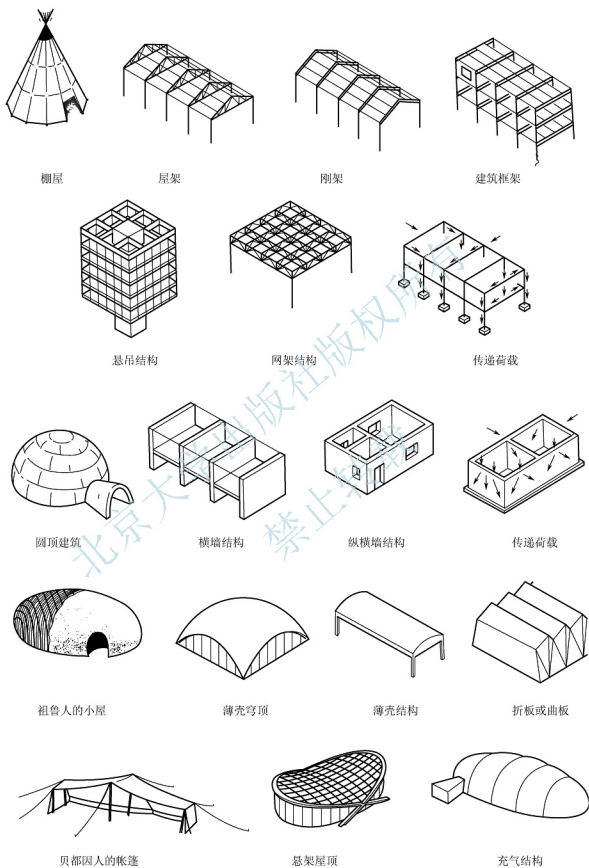 棚屋
屋架
刚架
建筑框架
悬吊结构
网架结构
传递荷载
圆顶建筑
横墙结构
纵横墙结构
传递荷载
祖鲁人的小屋
薄壳穹顶
薄壳结构
折板或曲板
贝都因人的帐篷
悬架屋顶
充气结构
北京大学出版社版权所有
禁止转载